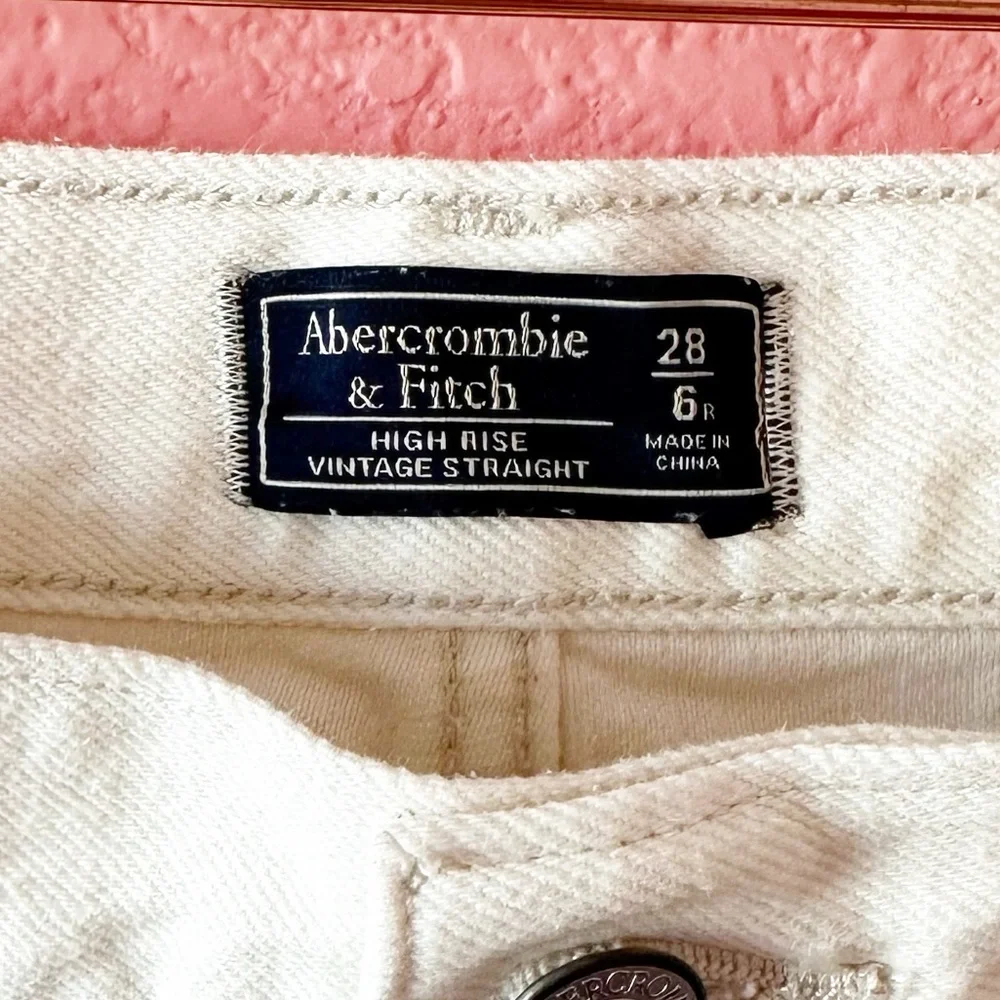 Abercrombie
& Fitch
HIGH RISE
VINTAGE STRAIGHT
28
6R
MADE IN
CHINA